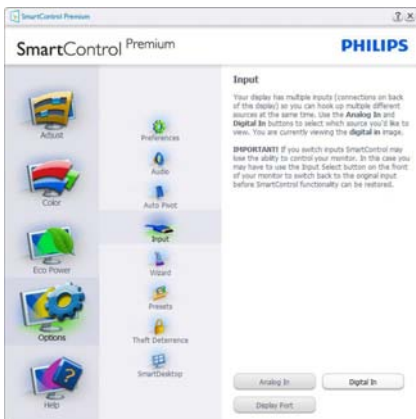 SmartControl Premium
SmartControl Premium
PHILIPS
Adjust
Color
Eco Power
Options
Help
Preferences
Audio
Auto Pivot
Input
Wizard
Presets
Theft Deterrence
SmartDesktop
Input
Your display has multiple inputs (connections on back
of the display) so you can hook up multiple different
sources at the same time. Use the Analog In and
Digital In buttons to select which source you'd like to
view. You are currently viewing the digital in image.
IMPORTANT! If you switch inputs SmartControl may
lose the ability to control your monitor. In this case you
may have to use the Input Select button on the front
of your monitor to switch back to the original input
before SmartControl functionality can be restored.
Analog In
Digital In
Display Port